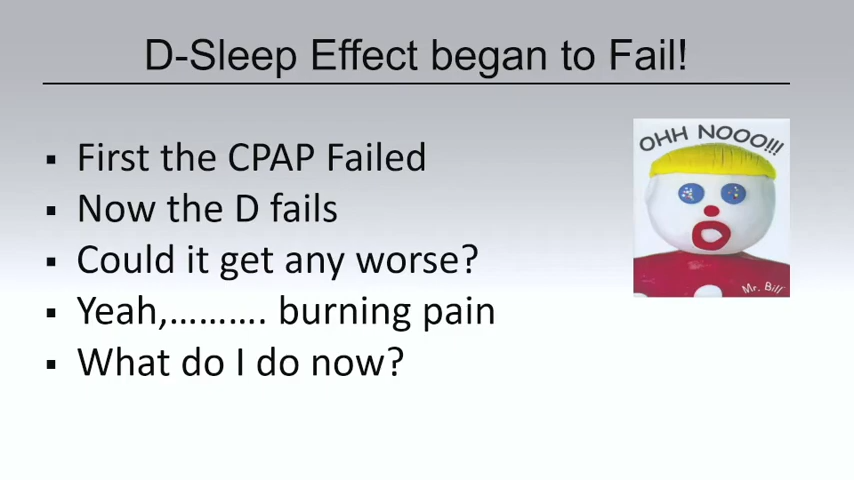 D-Sleep Effect began to Fail!
▪ First the CPAP Failed
▪ Now the D fails
▪ Could it get any worse?
▪ Yeah,………. burning pain
▪ What do I do now?
OHH NOOO!!!
Mr. Bill